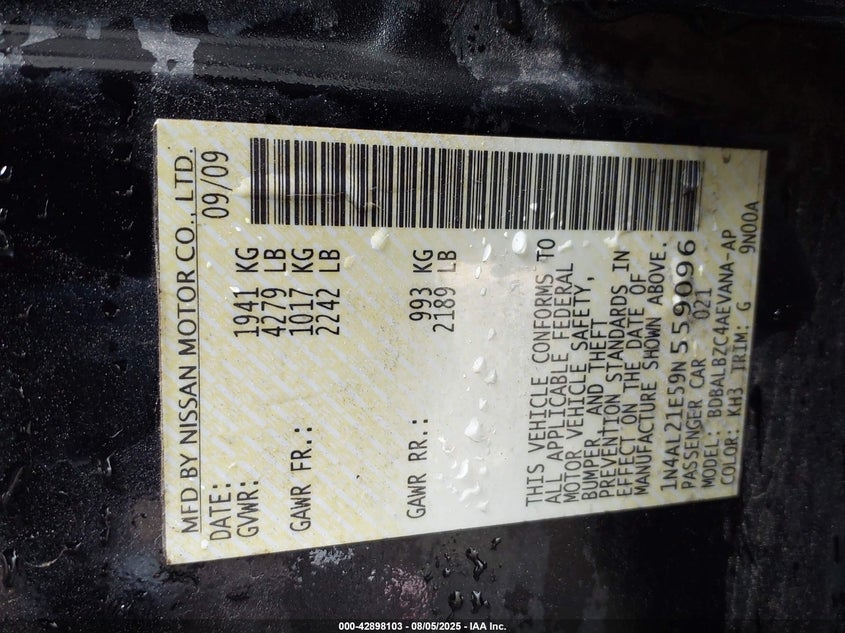 MFD BY NISSAN MOTOR CO., LTD.
DATE: 09/09
GVWR: 1941 KG
4279 LB
GAWR FR.: 1017 KG
2242 LB
GAWR RR.: 993 KG
2189 LB
THIS VEHICLE CONFORMS TO
ALL APPLICABLE FEDERAL
MOTOR VEHICLE SAFETY,
BUMPER, AND THEFT
PREVENTION STANDARDS IN
EFFECT ON THE DATE OF
MANUFACTURE SHOWN ABOVE.
1N4AL21E59N559096
PASSENGER CAR 021
MODEL: BDBALBZC4AEVANA-AP
COLOR: KH3 TRIM: G 9N00A
000-42898103 - 08/05/2025 - IAA Inc.